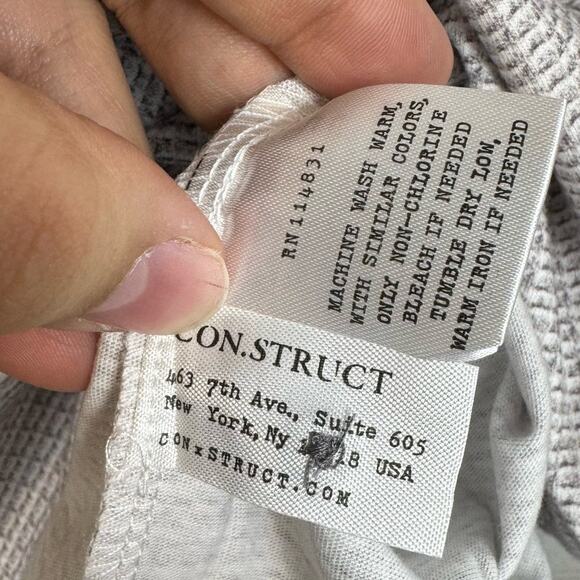 RN114831
MACHINE WASH WARM,
WITH SIMILAR COLORS,
ONLY NON-CHLORINE
BLEACH IF NEEDED
TUMBLE DRY LOW,
WARM IRON IF NEEDED
CON.STRUCT
463 7th Ave., Suite 605
New York, Ny 18 USA
CONxSTRUCT.COM